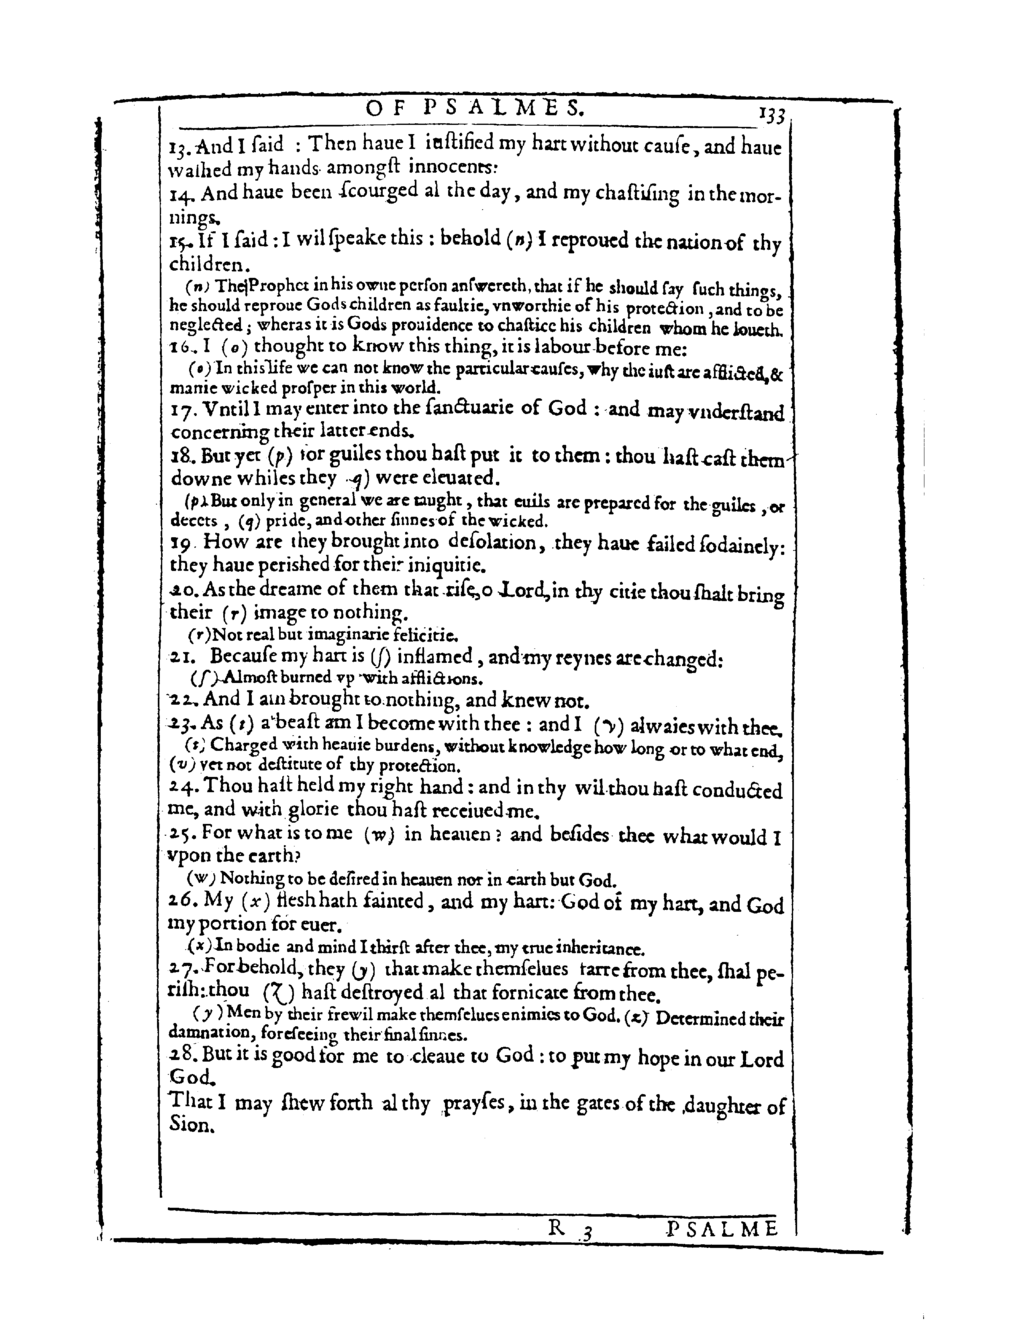 OF PSALMES. 133
13. And I ſaid : Then haue I iuſtified my hart without cauſe, and haue
waſhed my hands amongſt innocents:
14. And haue been ſcourged al the day, and my chaſtiſing in the mor-
nings.
15. If I ſaid : I wil ſpeake this : behold (n) I reproued the nation of thy
children.
(n) The Prophet in his owne perſon anſwereth, that if he should ſay ſuch things,
he should reproue Gods children as faultie, vnworthie of his protection, and to be
neglected; wheras it is Gods prouidence to chaſtice his children whom he loueth.
16. I (o) thought to know this thing, it is labour before me:
(o) In this life we can not know the particular cauſes, why the iuſt are afflicted, &
manie wicked proſper in this world.
17. Vntil I may enter into the ſanctuarie of God : and may vnderſtand
concerning their latter ends.
18. But yet (p) for guiles thou haſt put it to them : thou haſt caſt them
downe whiles they q) were eleuated.
(p) But only in general we are taught, that euils are prepared for the guiles, or
decets, (q) pride, and other ſinnes of the wicked.
19. How are they brought into deſolation, they haue failed ſodainely:
they haue perished for their iniquitie.
20. As the dreame of them that riſe, o Lord, in thy citie thou ſhalt bring
their (r) image to nothing.
(r) Not real but imaginarie felicitie.
21. Becauſe my hart is (ſ) inflamed, and my reynes are changed:
(ſ) Almoſt burned vp with afflictions.
22. And I am brought to nothing, and knew not.
23. As (t) a beaſt am I become with thee : and I (v) alwaies with thee.
(t) Charged with heauie burdens, without knowledge how long or to what end,
(v) yet not deſtitute of thy protection.
24. Thou haſt held my right hand : and in thy wil thou haſt conducted
me, and with glorie thou haſt receiued me.
25. For what is to me (w) in heauen ? and beſides thee what would I
vpon the earth?
(w) Nothing to be deſired in heauen nor in earth but God.
26. My (x) fleſh hath fainted, and my hart: God of my hart, and God
my portion for euer.
(x) In bodie and mind I thirſt after thee, my true inheritance.
27. For behold, they (y) that make themſelues farre from thee, ſhal pe-
riſh: thou (z) haſt deſtroyed al that fornicate from thee.
(y) Men by their frewil make themſelues enimies to God. (z) Determined their
damnation, foreſeeing their final ſinnes.
28. But it is good for me to cleaue to God : to put my hope in our Lord
God.
That I may ſhew forth al thy prayſes, in the gates of the daughter of
Sion.
R 3 PSALME